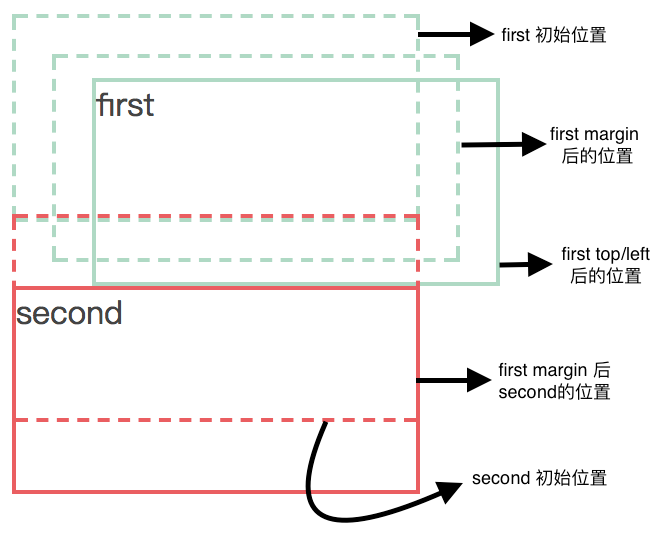 first 初始位置
first
first margin
后的位置
first top/left
后的位置
second
first margin 后
second的位置
second 初始位置